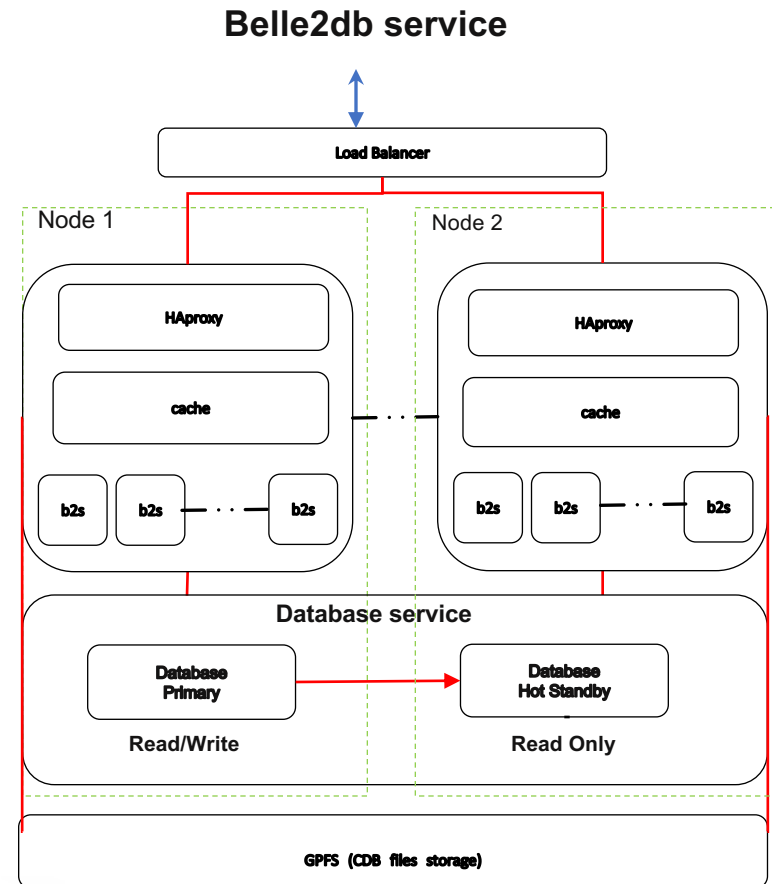 Belle2db service
Load Balancer
Node 1
Node 2
HAproxy
HAproxy
cache
cache
b2s
b2s
b2s
b2s
b2s
b2s
Database service
Database
Primary
Database
Hot Standby
Read/Write
Read Only
GPFS (CDB files storage)